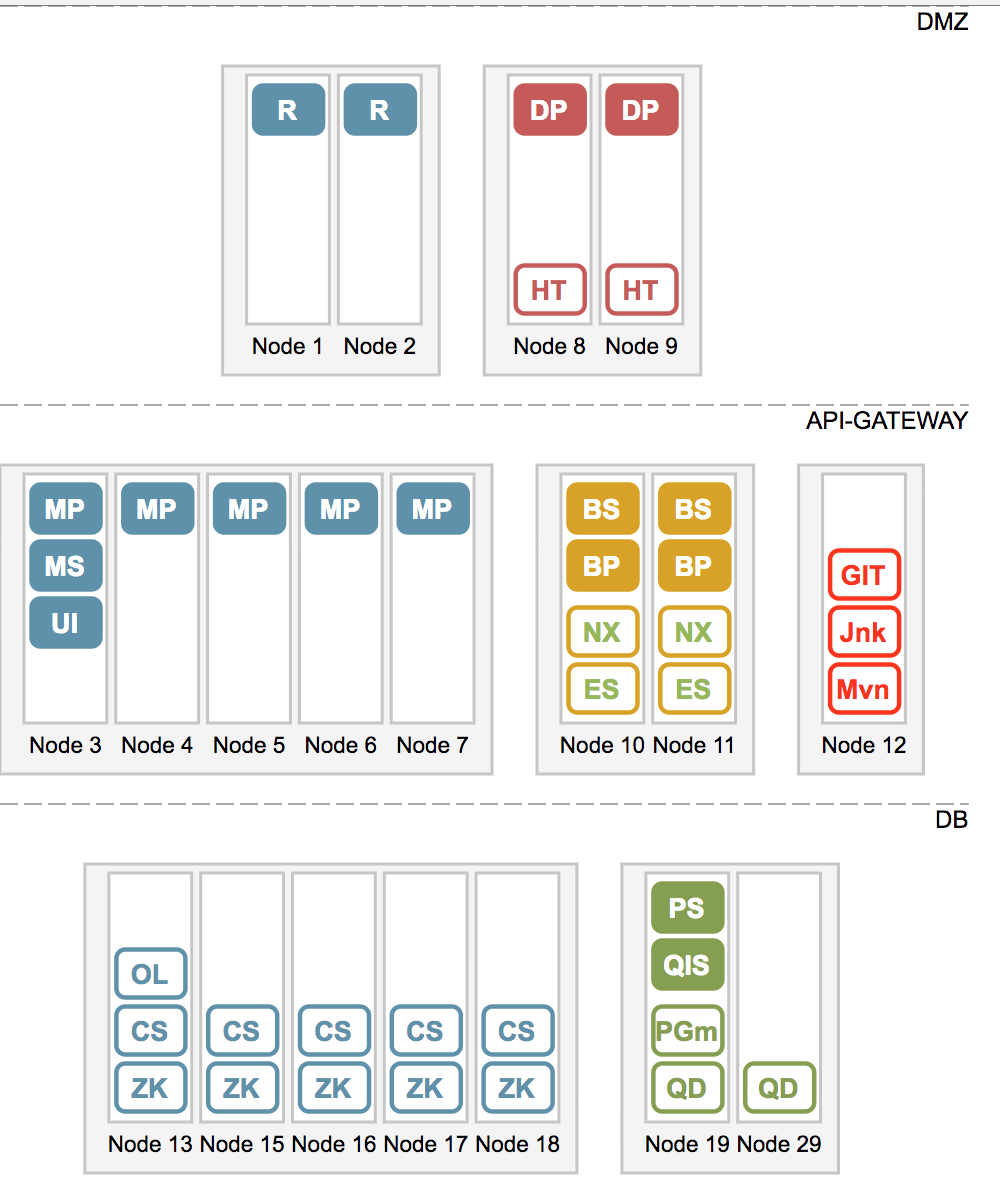 DMZ
R R DP DP
HT HT
Node 1 Node 2 Node 8 Node 9
API-GATEWAY
MP MP MP MP MP BS BS
MS BP BP GIT
UI NX NX Jnk
ES ES Mvn
Node 3 Node 4 Node 5 Node 6 Node 7 Node 10 Node 11 Node 12
DB
PS
OL QIS
CS CS CS CS CS PGm
ZK ZK ZK ZK ZK QD QD
Node 13 Node 15 Node 16 Node 17 Node 18 Node 19 Node 29